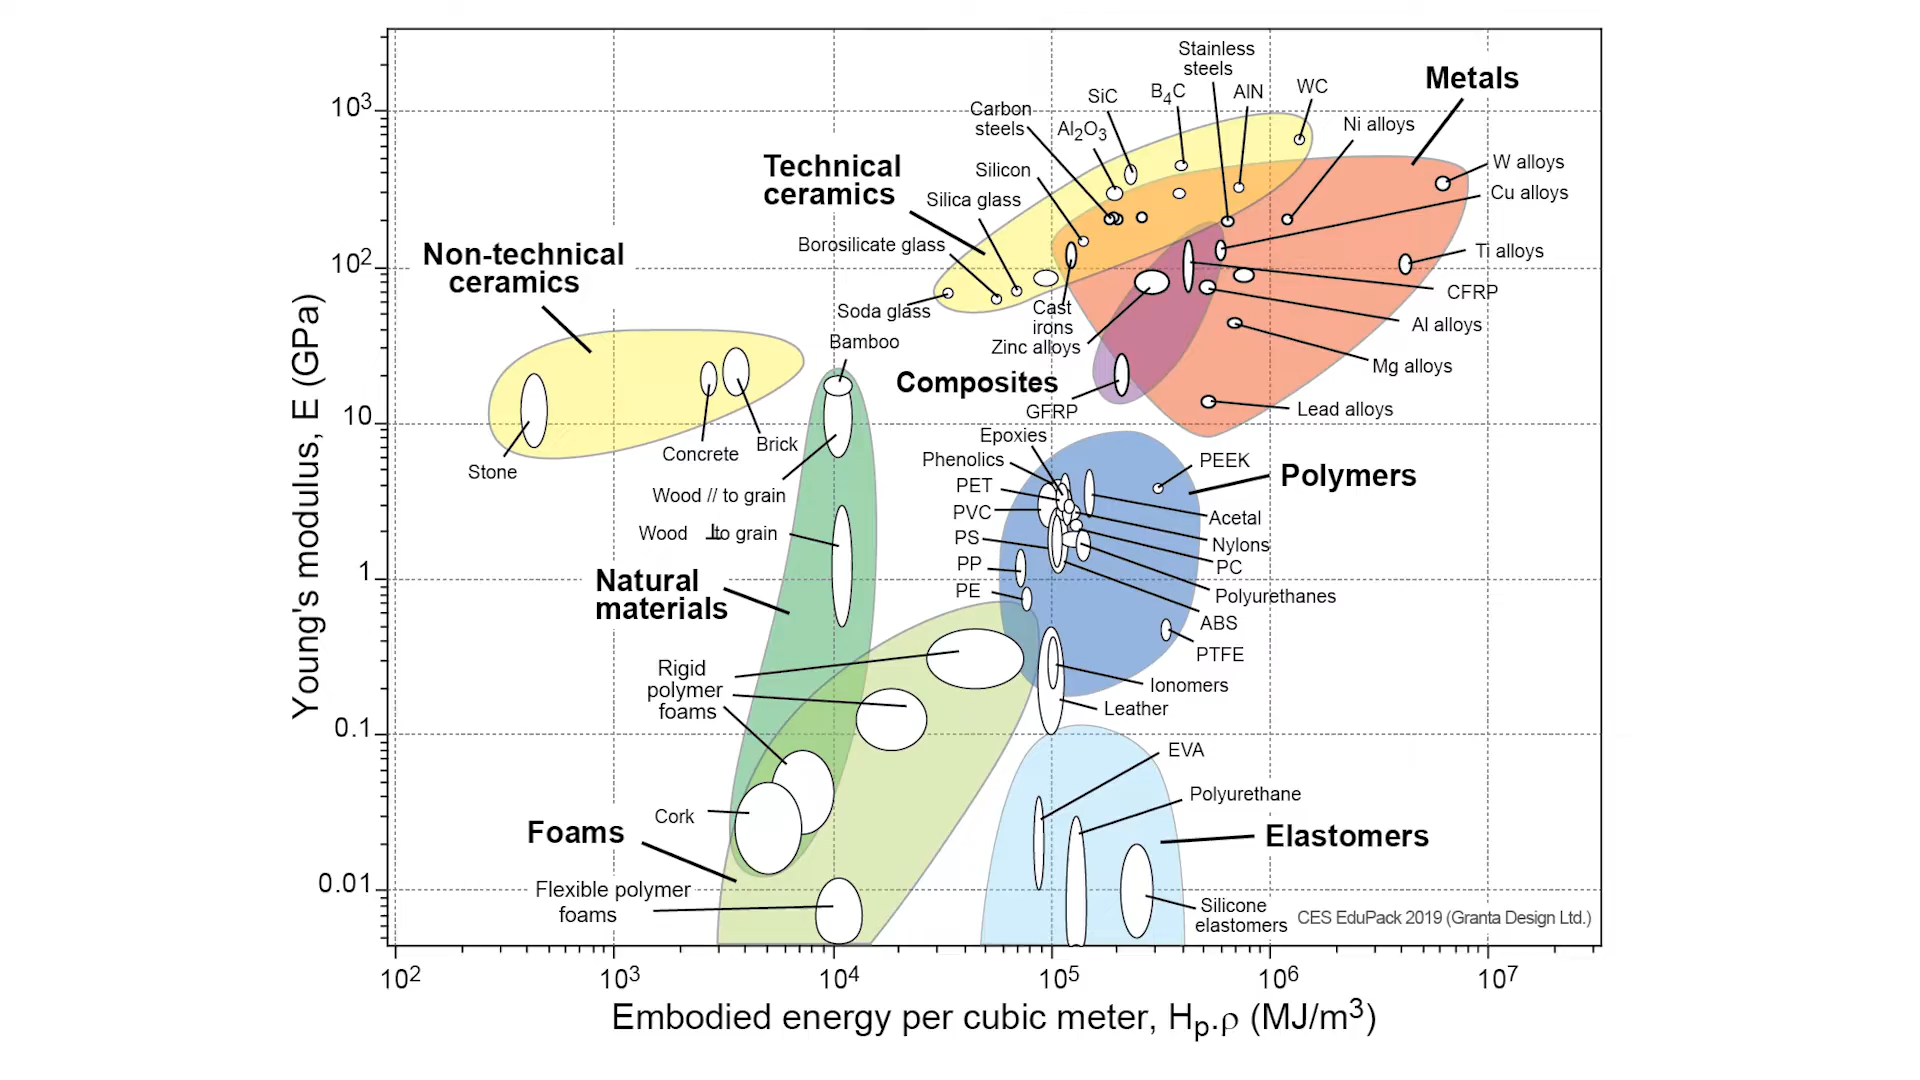 Stainless
steels
Metals
SiC
B4C
AlN
WC
Carbon
steels
Al2O3
Ni alloys
Technical
ceramics
Silicon
Silica glass
W alloys
Cu alloys
Borosilicate glass
Non-technical
ceramics
Ti alloys
Soda glass
Cast
irons
CFRP
Bamboo
Zinc alloys
Al alloys
Mg alloys
Composites
GFRP
Lead alloys
Stone
Concrete
Brick
Epoxies
Phenolics
PEEK
Polymers
PET
Wood // to grain
PVC
Acetal
Wood ⊥ to grain
PS
Nylons
PP
PC
Natural
materials
PE
Polyurethanes
ABS
PTFE
Rigid
polymer
foams
Ionomers
Leather
EVA
Polyurethane
Cork
Foams
Elastomers
Flexible polymer
foams
Silicone
elastomers
CES EduPack 2019 (Granta Design Ltd.)
Young's modulus, E (GPa)
10³
10²
10
1
0.1
0.01
10² 10³ 10⁴ 10⁵ 10⁶ 10⁷
Embodied energy per cubic meter, Hp.ρ (MJ/m³)